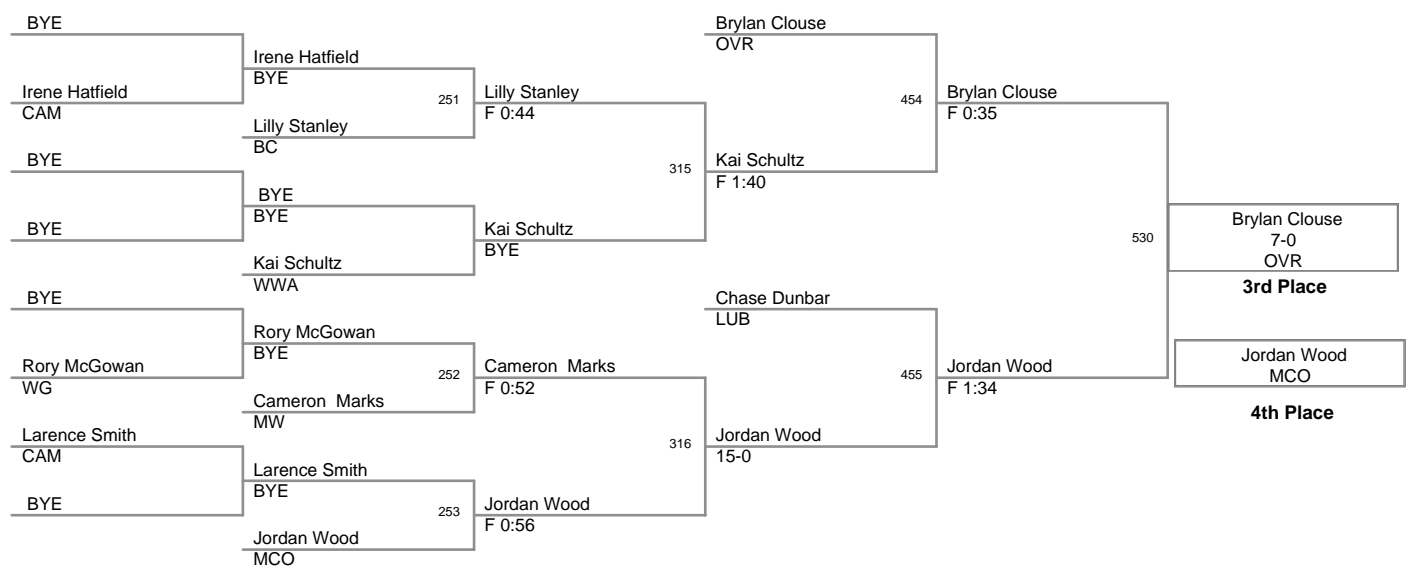 BYE
Irene Hatfield
CAM
BYE
BYE
BYE
Rory McGowan
WG
Larence Smith
CAM
BYE
Irene Hatfield
BYE
Lilly Stanley
BC
BYE
BYE
Kai Schultz
WWA
Rory McGowan
BYE
Cameron  Marks
MW
Larence Smith
BYE
Jordan Wood
MCO
251
252
253
Lilly Stanley
F 0:44
Kai Schultz
BYE
Cameron  Marks
F 0:52
Jordan Wood
F 0:56
315
316
Brylan Clouse
OVR
Kai Schultz
F 1:40
Chase Dunbar
LUB
Jordan Wood
15-0
454
455
Brylan Clouse
F 0:35
Jordan Wood
F 1:34
530
Brylan Clouse
7-0
OVR
3rd Place
Jordan Wood
MCO
4th Place